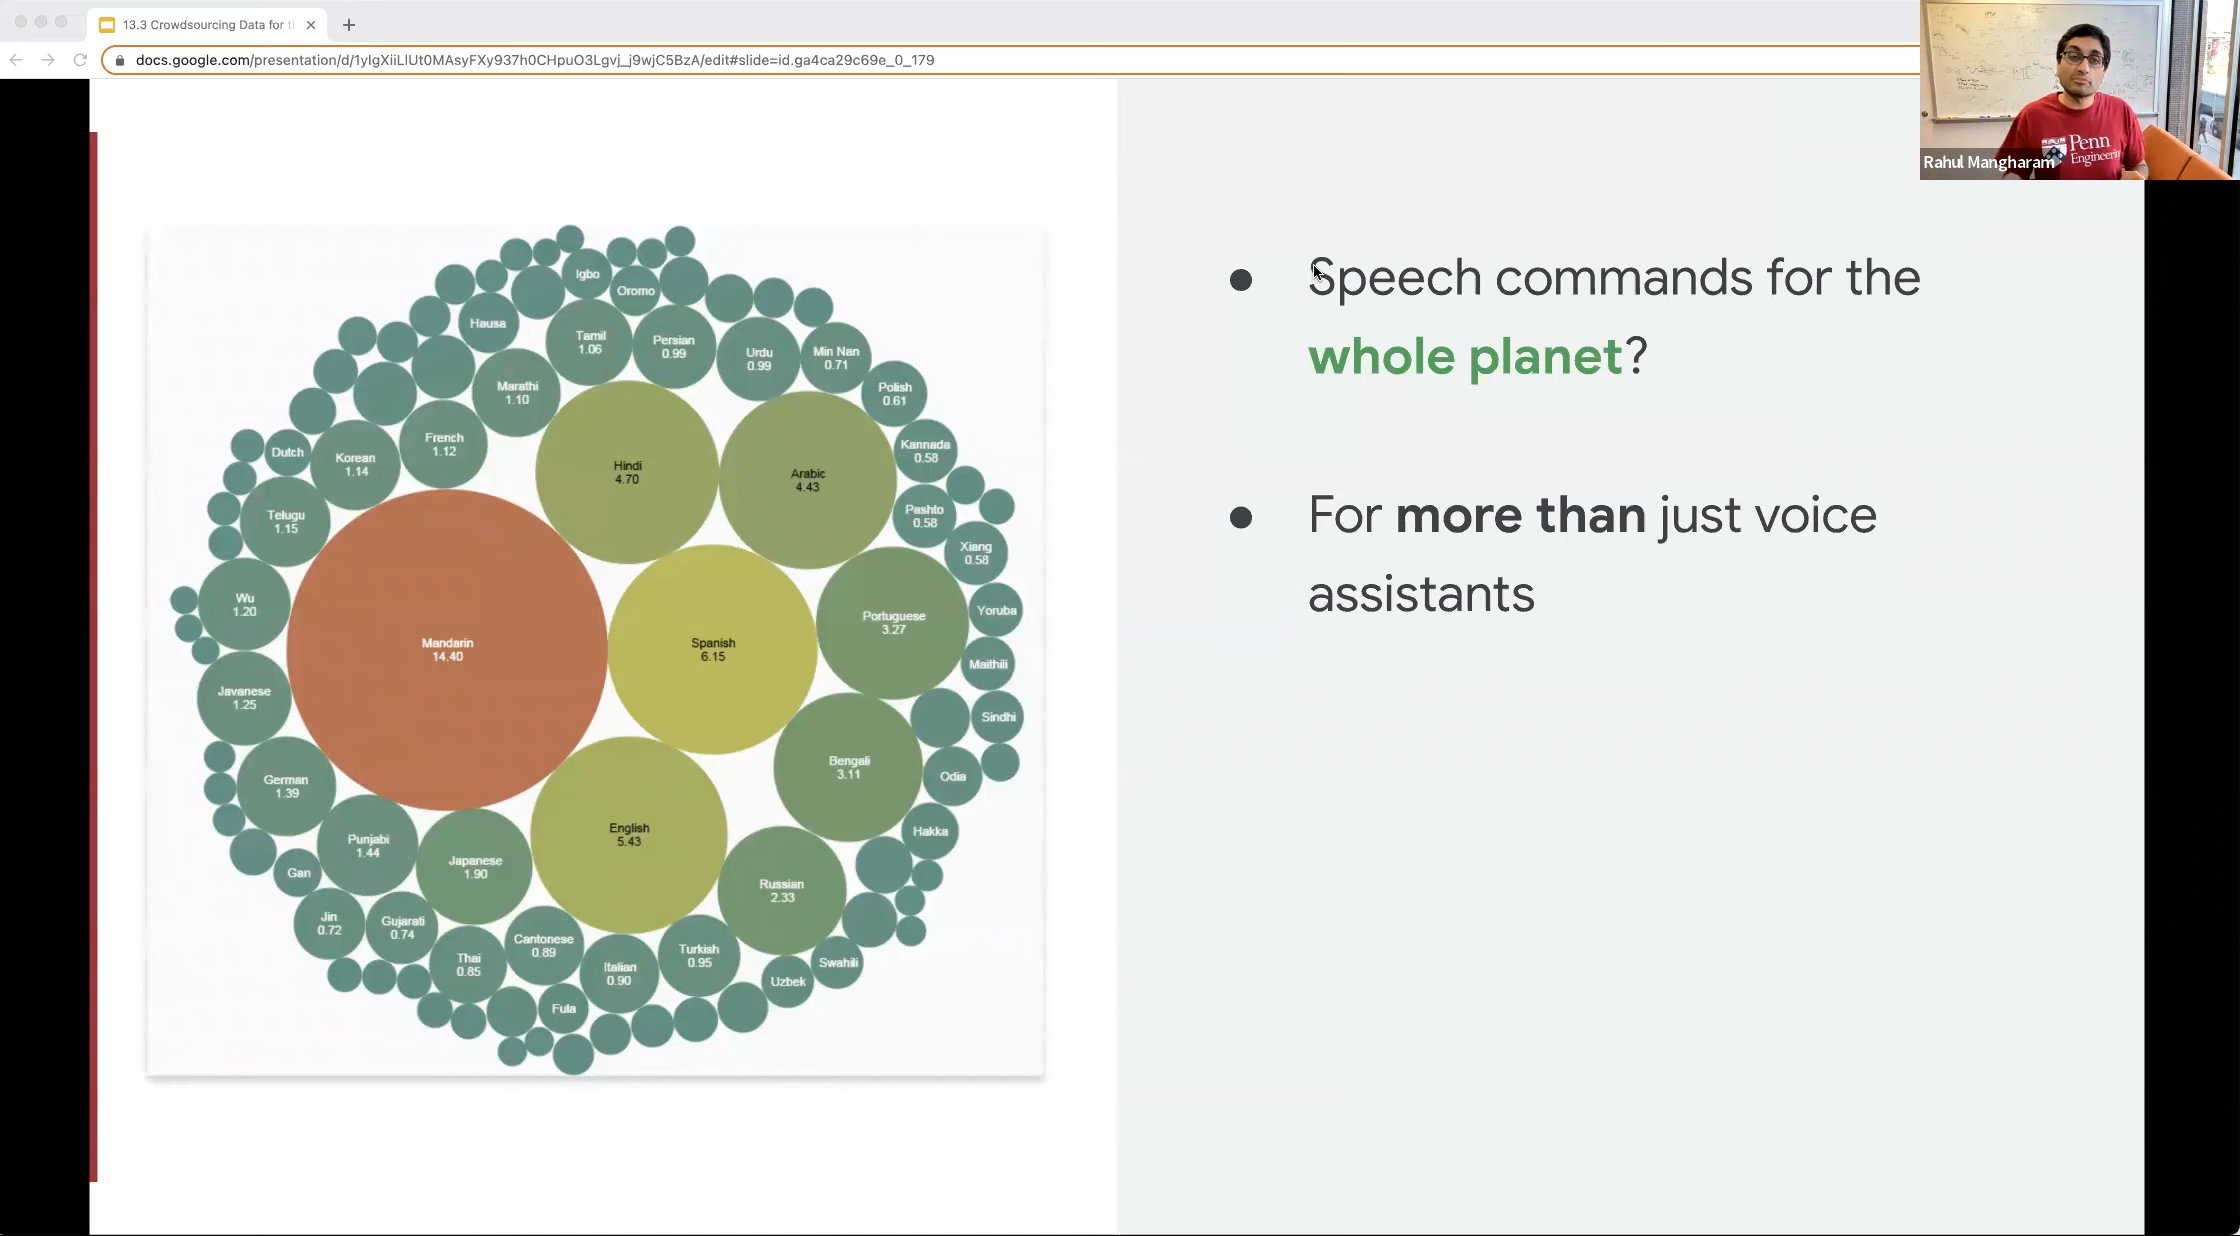 13.3 Crowdsourcing Data for t
docs.google.com/presentation/d/1yIgXiiLIUt0MAsyFXy937h0CHpuO3Lgvj_j9wjC5BzA/edit#slide=id.ga4ca29c69e_0_179
Penn
Engineerin
Rahul Mangharam
Speech commands for the
whole planet?
For more than just voice
assistants
Igbo
Oromo
Hausa
Tamil
1.06
Persian
0.99
Urdu
0.99
Min Nan
0.71
Marathi
1.10
Polish
0.61
French
1.12
Dutch
Korean
1.14
Kannada
0.58
Hindi
4.70
Arabic
4.43
Telugu
1.15
Pashto
0.58
Xiang
0.58
Wu
1.20
Yoruba
Portuguese
3.27
Mandarin
14.40
Spanish
6.15
Maithili
Javanese
1.25
Sindhi
Bengali
3.11
Odia
German
1.39
English
5.43
Hakka
Punjabi
1.44
Japanese
1.90
Gan
Russian
2.33
Jin
0.72
Gujarati
0.74
Cantonese
0.89
Turkish
0.95
Thai
0.85
Italian
0.90
Swahili
Uzbek
Fula